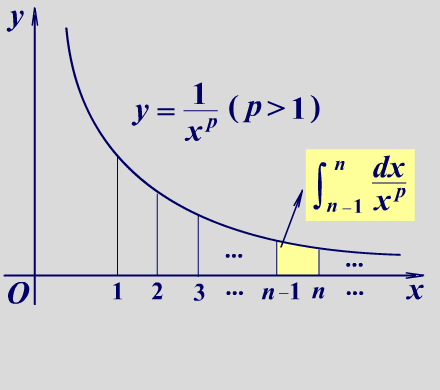 y
y = 1/x^p (p > 1)
∫_{n−1}^{n} dx/x^p
... ...
O 1 2 3 ... n−1 n ... x